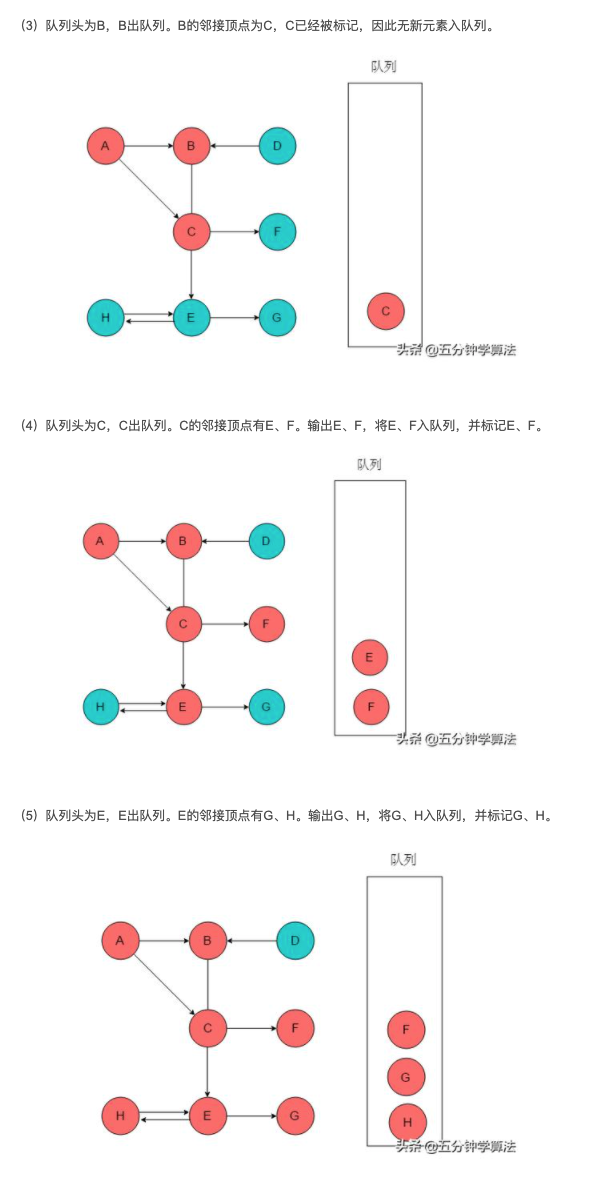 （3）队列头为B，B出队列。B的邻接顶点为C，C已经被标记，因此无新元素入队列。
队列
A B D
C F
H E G
C
头条 @五分钟学算法
（4）队列头为C，C出队列。C的邻接顶点有E、F。输出E、F，将E、F入队列，并标记E、F。
队列
A B D
C F
E
H E G
F
头条 @五分钟学算法
（5）队列头为E，E出队列。E的邻接顶点有G、H。输出G、H，将G、H入队列，并标记G、H。
队列
A B D
C F
F
G
H E G
H
头条 @五分钟学算法